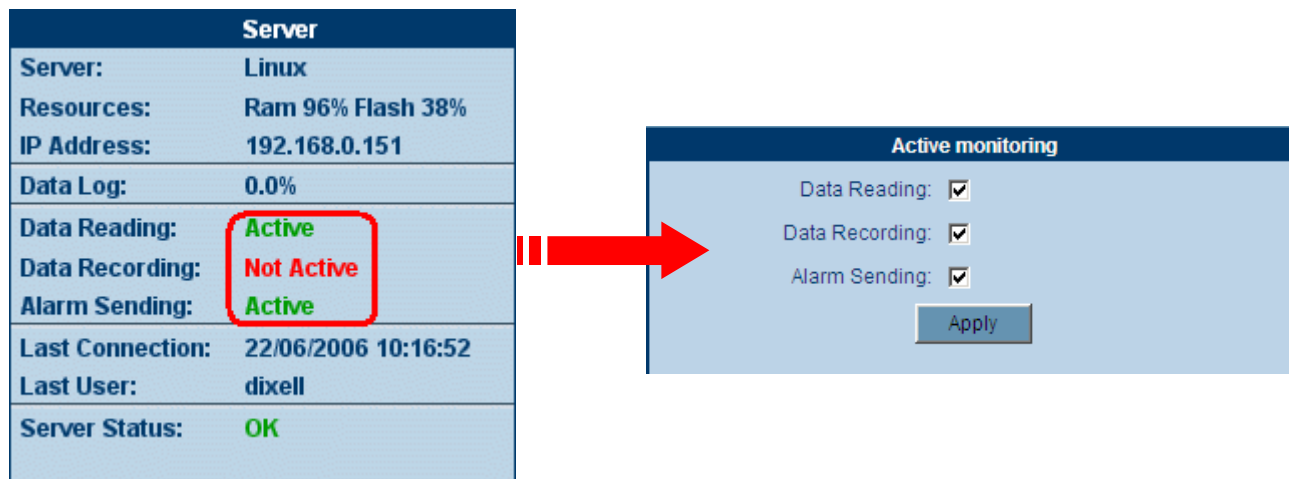 Server
Server: Linux
Resources: Ram 96% Flash 38%
IP Address: 192.168.0.151
Data Log: 0.0%
Data Reading: Active
Data Recording: Not Active
Alarm Sending: Active
Last Connection: 22/06/2006 10:16:52
Last User: dixell
Server Status: OK
Active monitoring
Data Reading:
Data Recording:
Alarm Sending:
Apply